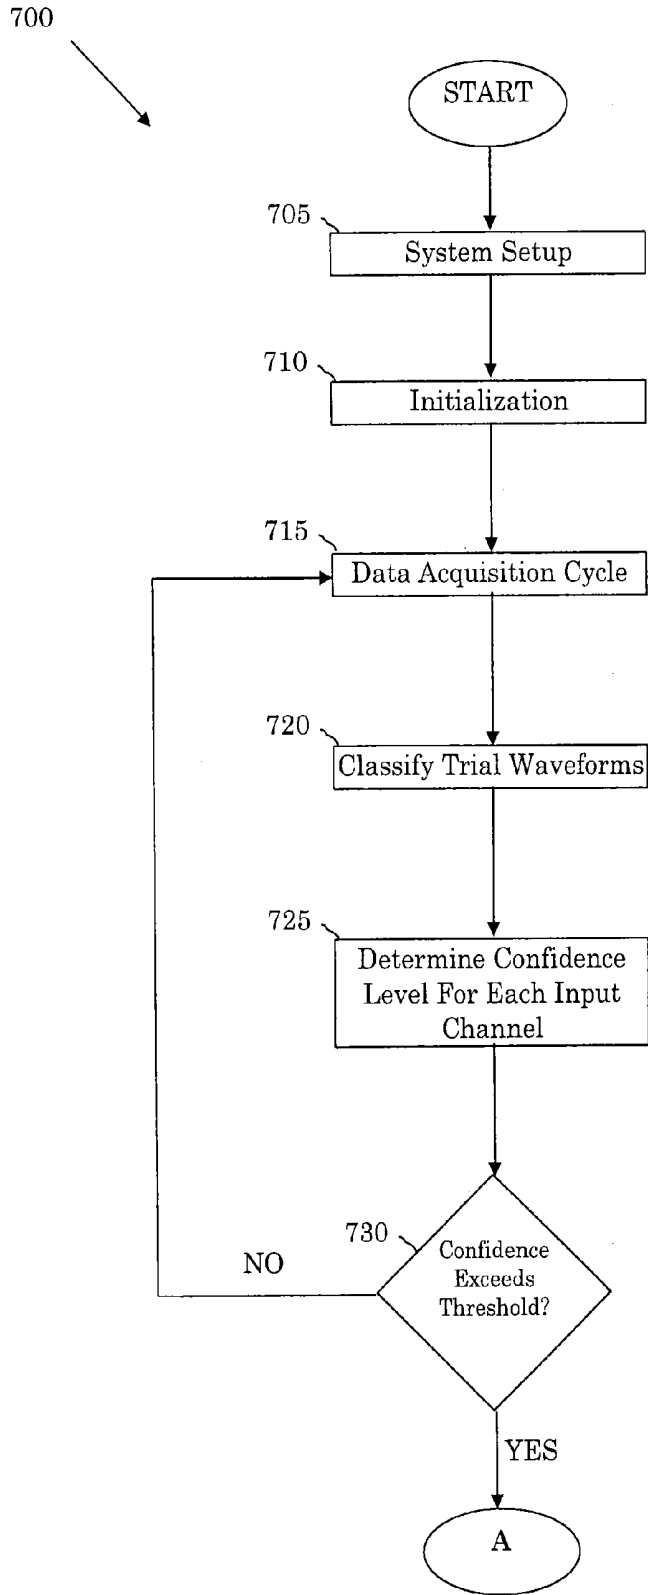 700
START
705
System Setup
710
Initialization
715
Data Acquisition Cycle
720
Classify Trial Waveforms
725
Determine Confidence
Level For Each Input
Channel
730
Confidence
Exceeds
Threshold?
NO
YES
A